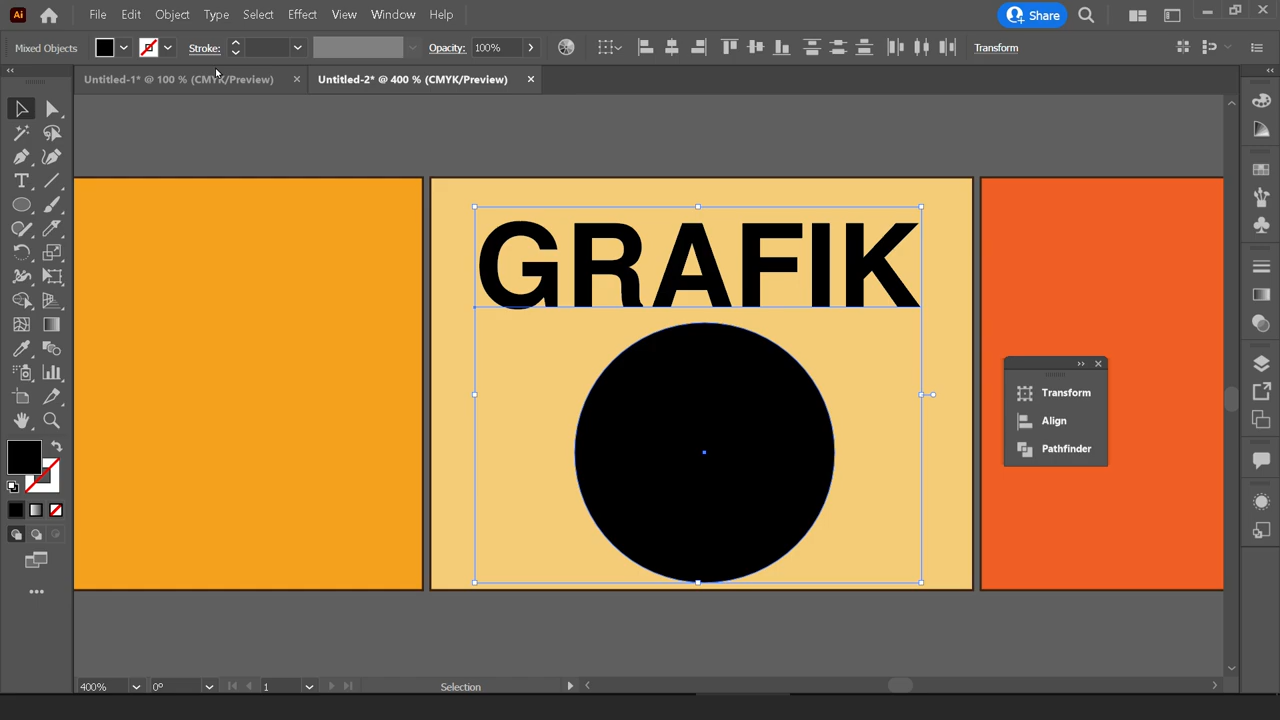 Ai File Edit Object Type Select Effect View Window Help Share
Mixed Objects Stroke: Opacity: 100% Transform
Untitled-1* @ 100 % (CMYK/Preview) Untitled-2* @ 400 % (CMYK/Preview)
GRAFIK
Transform
Align
Pathfinder
400% 0° 1 Selection